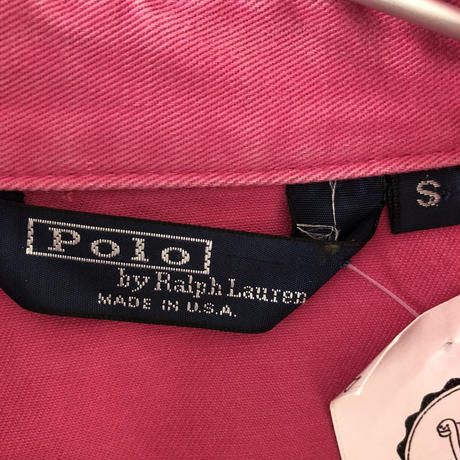 Polo
by Ralph Lauren
MADE IN U.S.A.
S